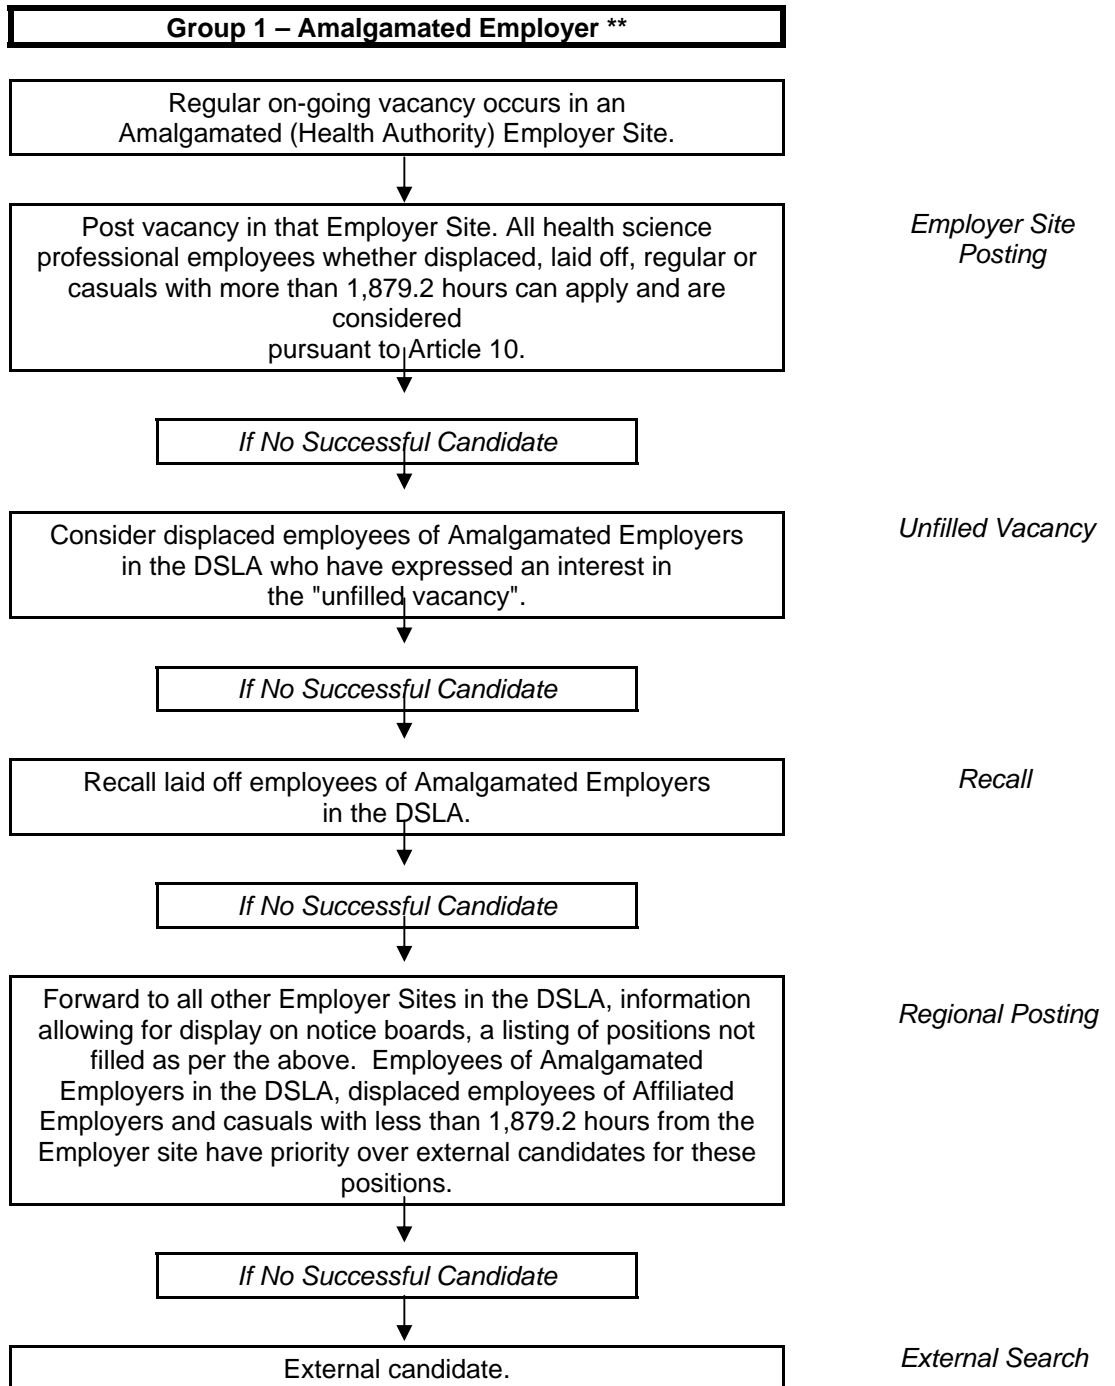 Group 1 – Amalgamated Employer **
Regular on-going vacancy occurs in an
Amalgamated (Health Authority) Employer Site.
Post vacancy in that Employer Site. All health science
professional employees whether displaced, laid off, regular or
casuals with more than 1,879.2 hours can apply and are
considered
pursuant to Article 10.
Employer Site
Posting
If No Successful Candidate
Consider displaced employees of Amalgamated Employers
in the DSLA who have expressed an interest in
the "unfilled vacancy".
Unfilled Vacancy
If No Successful Candidate
Recall laid off employees of Amalgamated Employers
in the DSLA.
Recall
If No Successful Candidate
Forward to all other Employer Sites in the DSLA, information
allowing for display on notice boards, a listing of positions not
filled as per the above.  Employees of Amalgamated
Employers in the DSLA, displaced employees of Affiliated
Employers and casuals with less than 1,879.2 hours from the
Employer site have priority over external candidates for these
positions.
Regional Posting
If No Successful Candidate
External candidate.
External Search